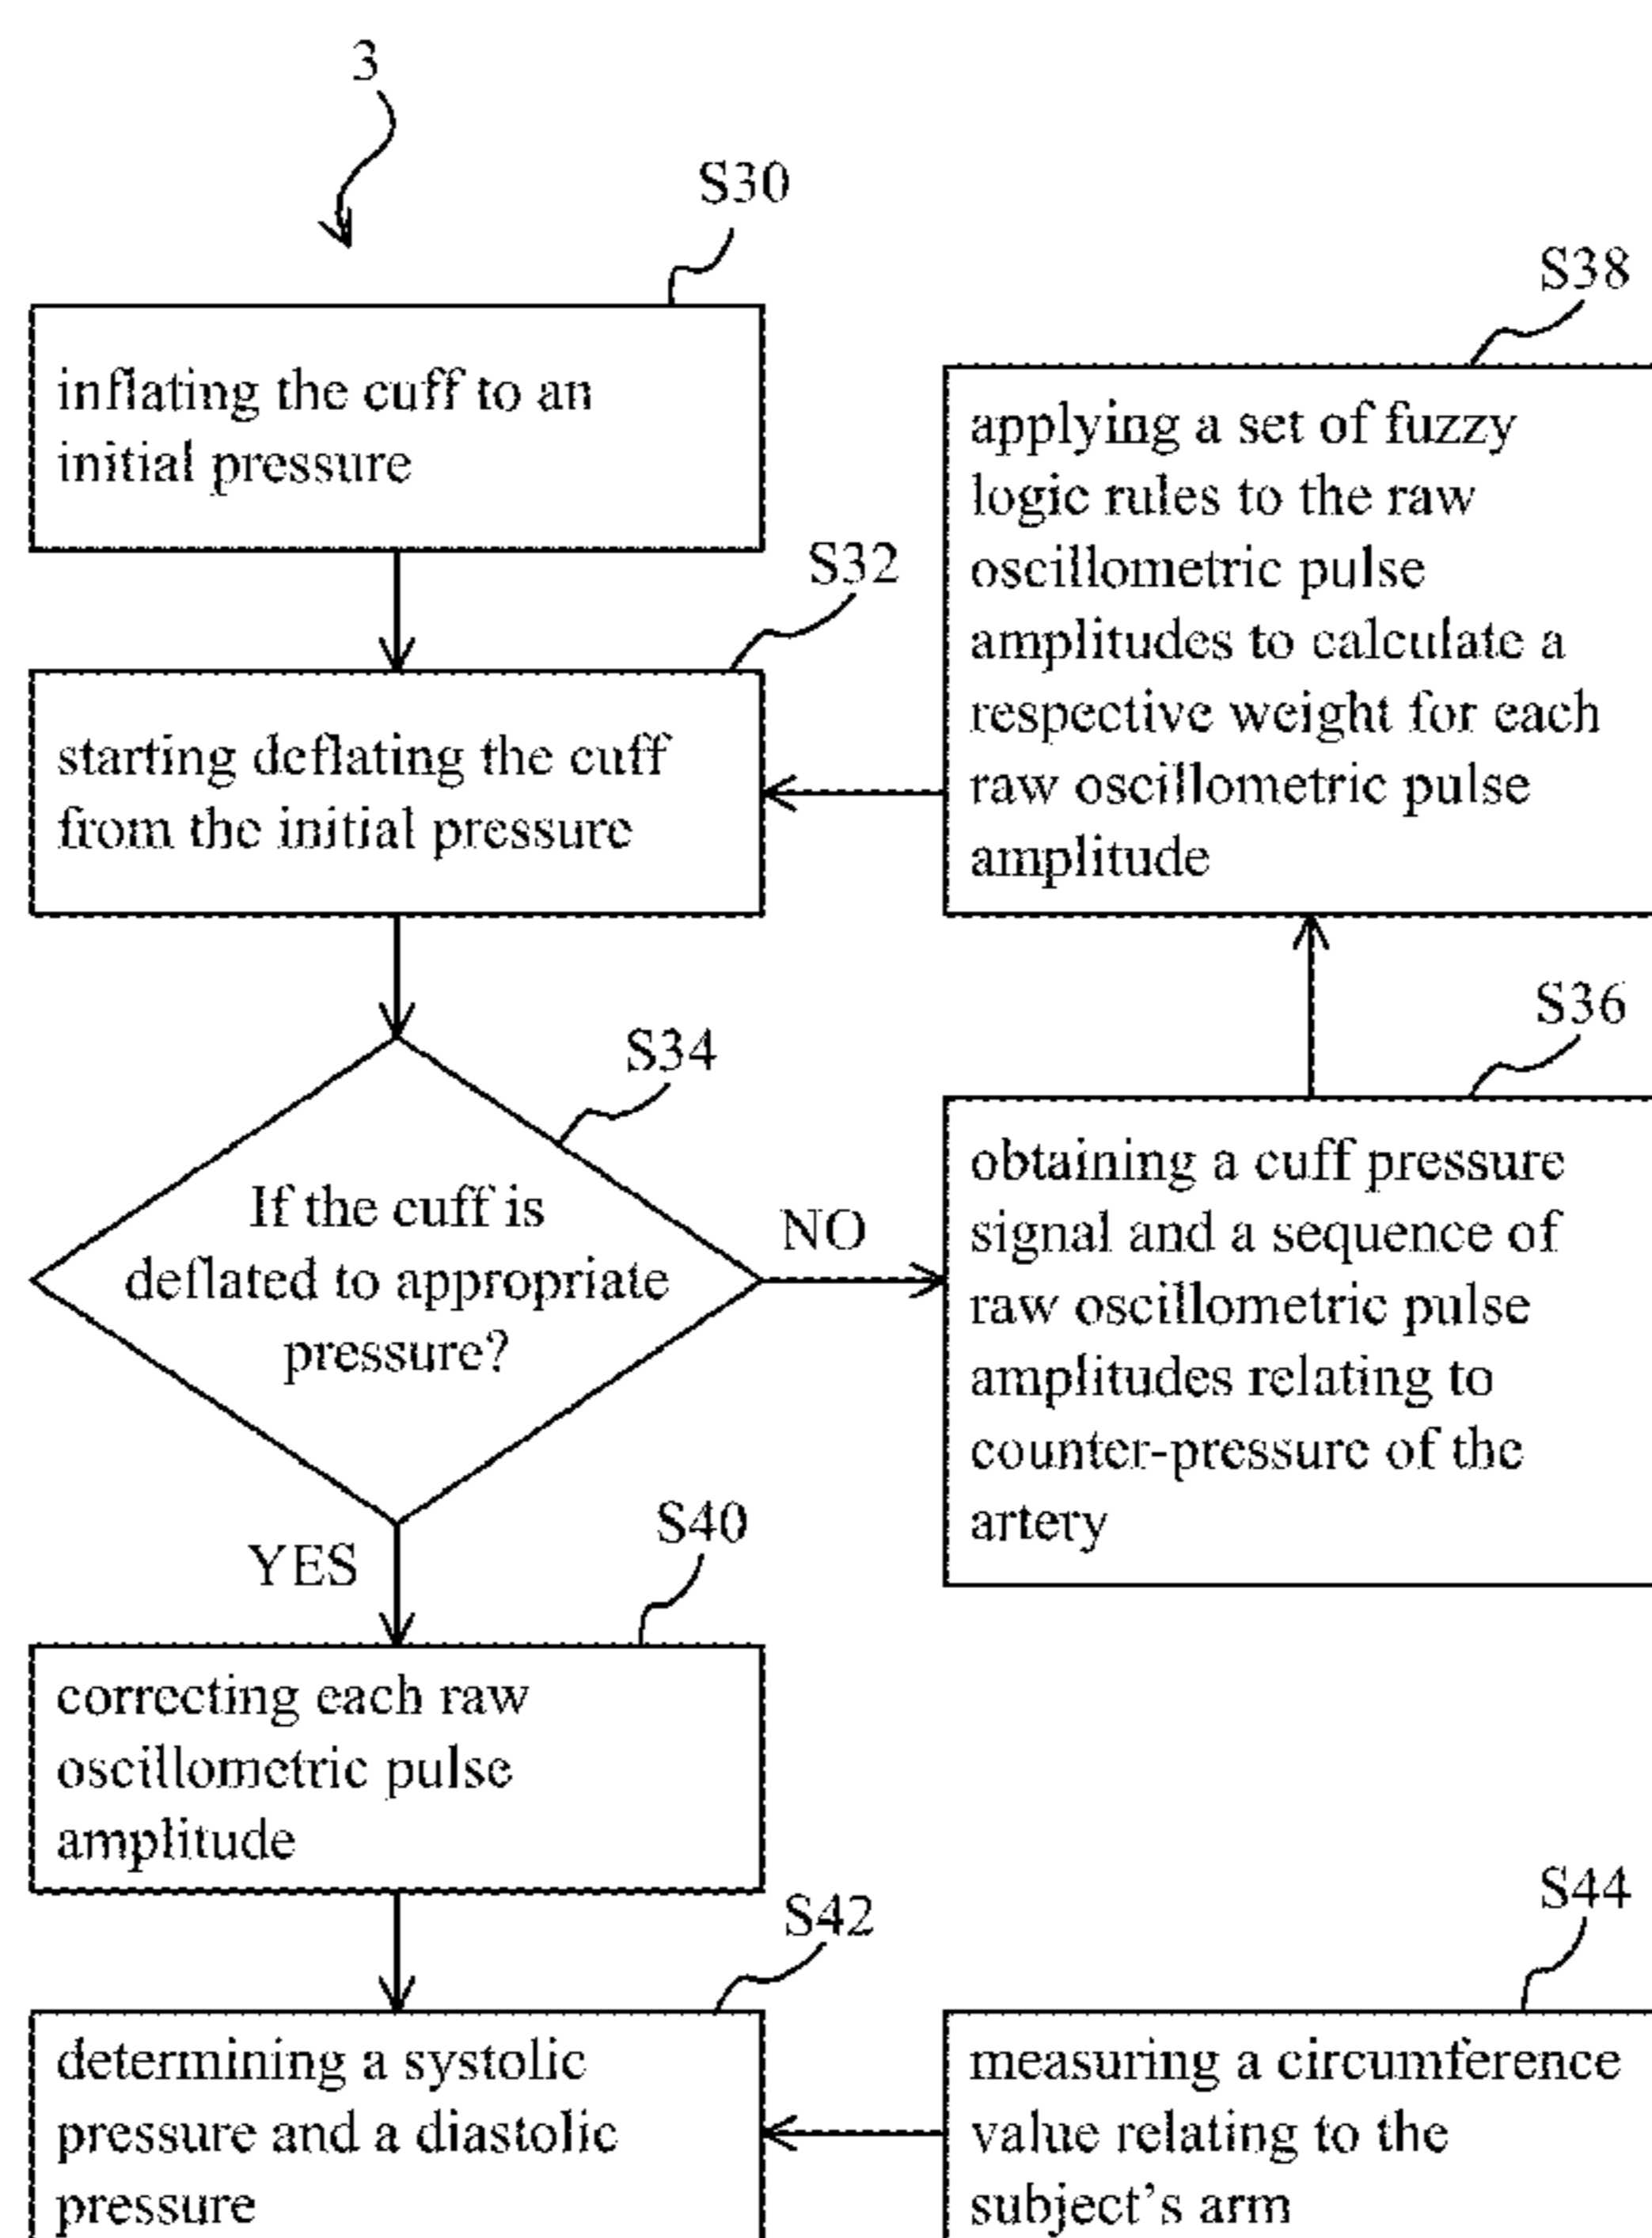 3
S30
inflating the cuff to an
initial pressure
S32
starting deflating the cuff
from the initial pressure
S34
If the cuff is
deflated to appropriate
pressure?
NO
YES
S38
applying a set of fuzzy
logic rules to the raw
oscillometric pulse
amplitudes to calculate a
respective weight for each
raw oscillometric pulse
amplitude
S36
obtaining a cuff pressure
signal and a sequence of
raw oscillometric pulse
amplitudes relating to
counter-pressure of the
artery
S40
correcting each raw
oscillometric pulse
amplitude
S42
determining a systolic
pressure and a diastolic
pressure
S44
measuring a circumference
value relating to the
subject's arm